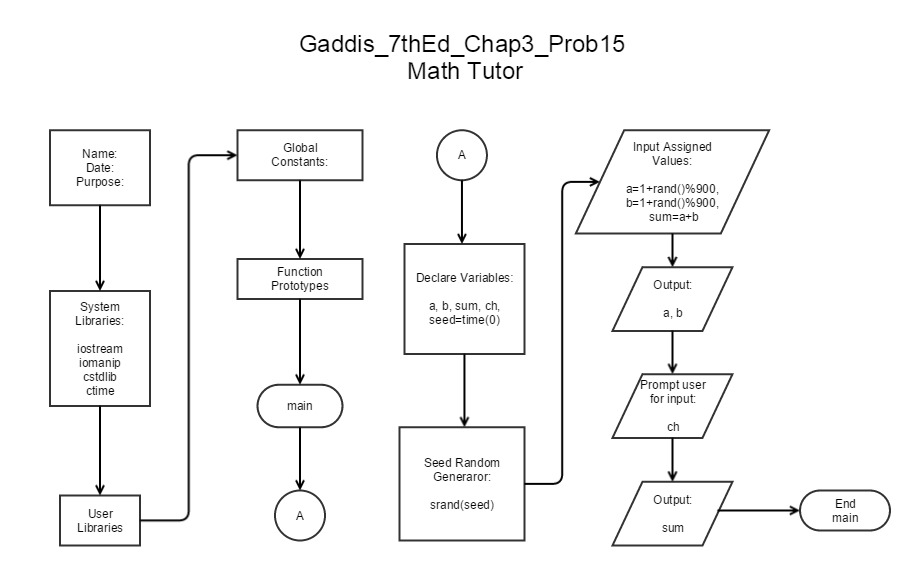 Gaddis_7thEd_Chap3_Prob15
Math Tutor
Name:
Date:
Purpose:
System
Libraries:
iostream
iomanip
cstdlib
ctime
User
Libraries
Global
Constants:
Function
Prototypes
main
A
A
Declare Variables:
a, b, sum, ch,
seed=time(0)
Seed Random
Generaror:
srand(seed)
Input Assigned
Values:
a=1+rand()%900,
b=1+rand()%900,
sum=a+b
Output:
a, b
Prompt user
for input:
ch
Output:
sum
End
main